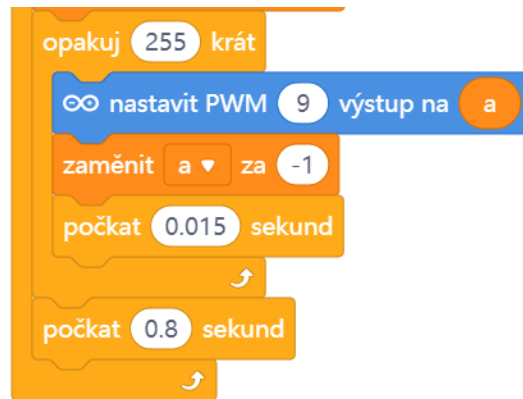 opakuj 255 krát
nastavit PWM 9 výstup na a
zaměnit a za -1
počkat 0.015 sekund
počkat 0.8 sekund